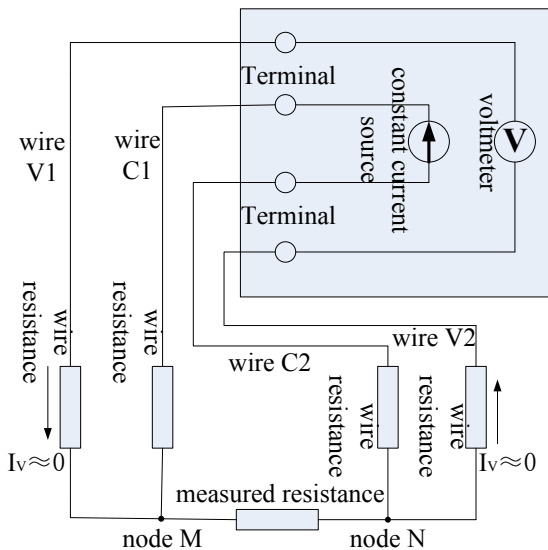 Terminal
wire
V1
wire
C1
constant current
source
V
voltmeter
Terminal
wire
resistance
wire
resistance
wire V2
wire C2
wire
resistance
wire
resistance
Iv≈0
Iv≈0
measured resistance
node M
node N